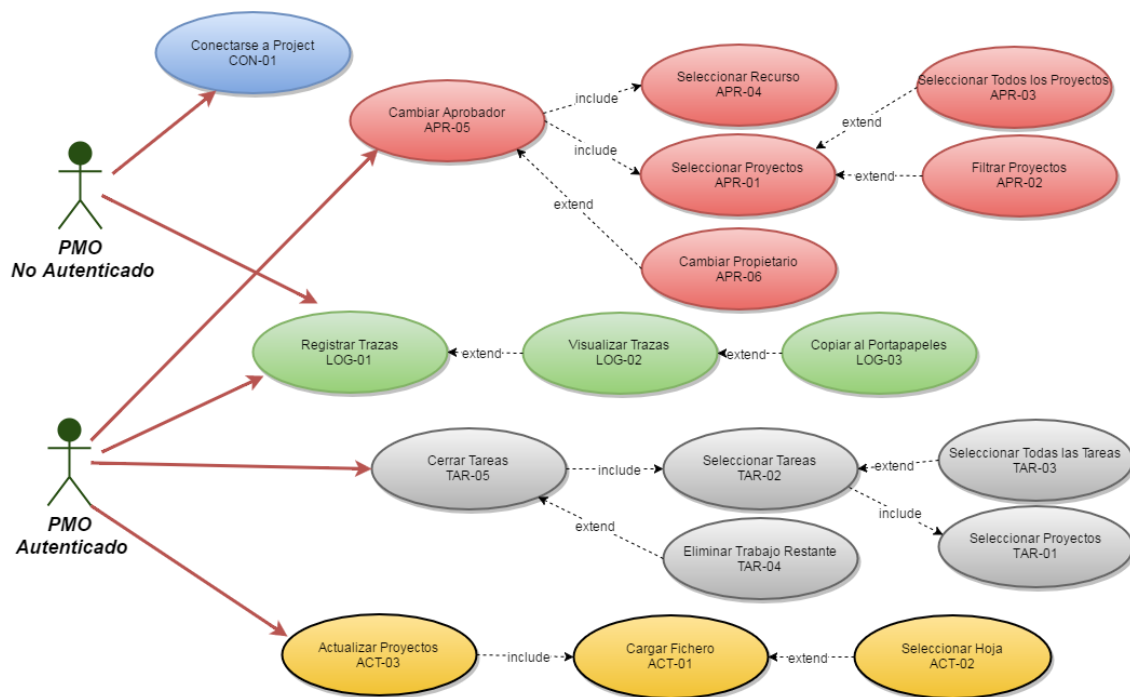 Conectarse a Project
CON-01
Seleccionar Recurso
APR-04
Seleccionar Todos los Proyectos
APR-03
include
Cambiar Aprobador
APR-05
extend
include
Seleccionar Proyectos
APR-01
extend
Filtrar Proyectos
APR-02
extend
PMO
No Autenticado
Cambiar Propietario
APR-06
Registrar Trazas
LOG-01
extend
Visualizar Trazas
LOG-02
extend
Copiar al Portapapeles
LOG-03
Cerrar Tareas
TAR-05
include
Seleccionar Tareas
TAR-02
extend
Seleccionar Todas las Tareas
TAR-03
include
PMO
Autenticado
extend
Eliminar Trabajo Restante
TAR-04
Seleccionar Proyectos
TAR-01
Actualizar Proyectos
ACT-03
include
Cargar Fichero
ACT-01
extend
Seleccionar Hoja
ACT-02